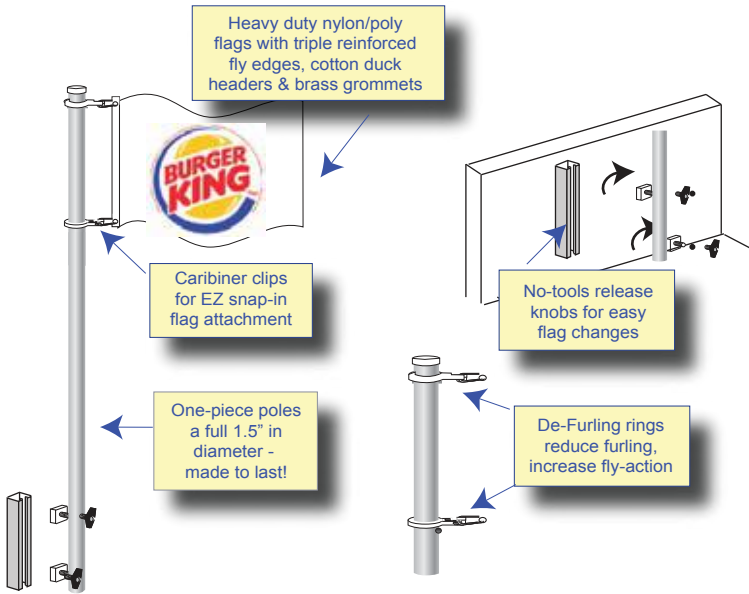 Heavy duty nylon/poly
flags with triple reinforced
fly edges, cotton duck
headers & brass grommets
BURGER
KING
Caribiner clips
for EZ snap-in
flag attachment
No-tools release
knobs for easy
flag changes
One-piece poles
a full 1.5" in
diameter -
made to last!
De-Furling rings
reduce furling,
increase fly-action